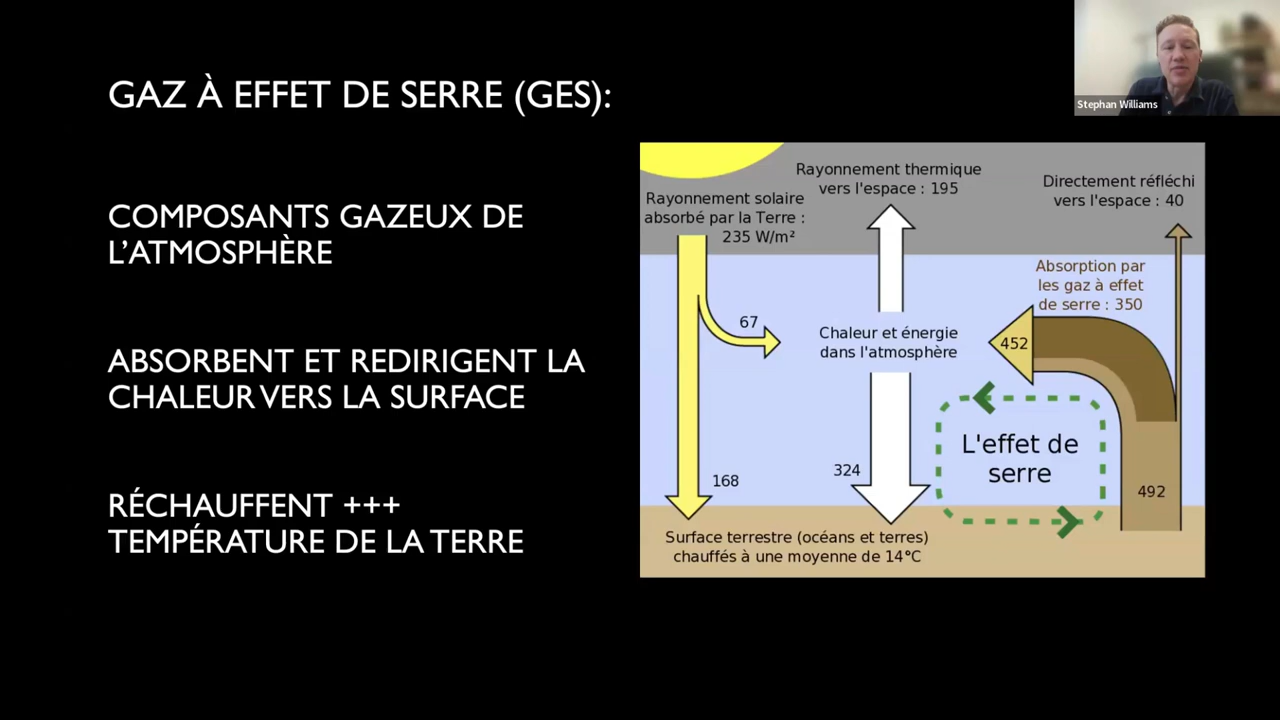 GAZ À EFFET DE SERRE (GES):
COMPOSANTS GAZEUX DE
L’ATMOSPHÈRE
ABSORBENT ET REDIRIGENT LA
CHALEUR VERS LA SURFACE
RÉCHAUFFENT +++
TEMPÉRATURE DE LA TERRE
Stephan Williams
Rayonnement solaire
absorbé par la Terre :
235 W/m²
Rayonnement thermique
vers l'espace : 195
Directement réfléchi
vers l'espace : 40
Absorption par
les gaz à effet
de serre : 350
67
Chaleur et énergie
dans l'atmosphère
452
L'effet de
serre
168
324
492
Surface terrestre (océans et terres)
chauffés à une moyenne de 14°C